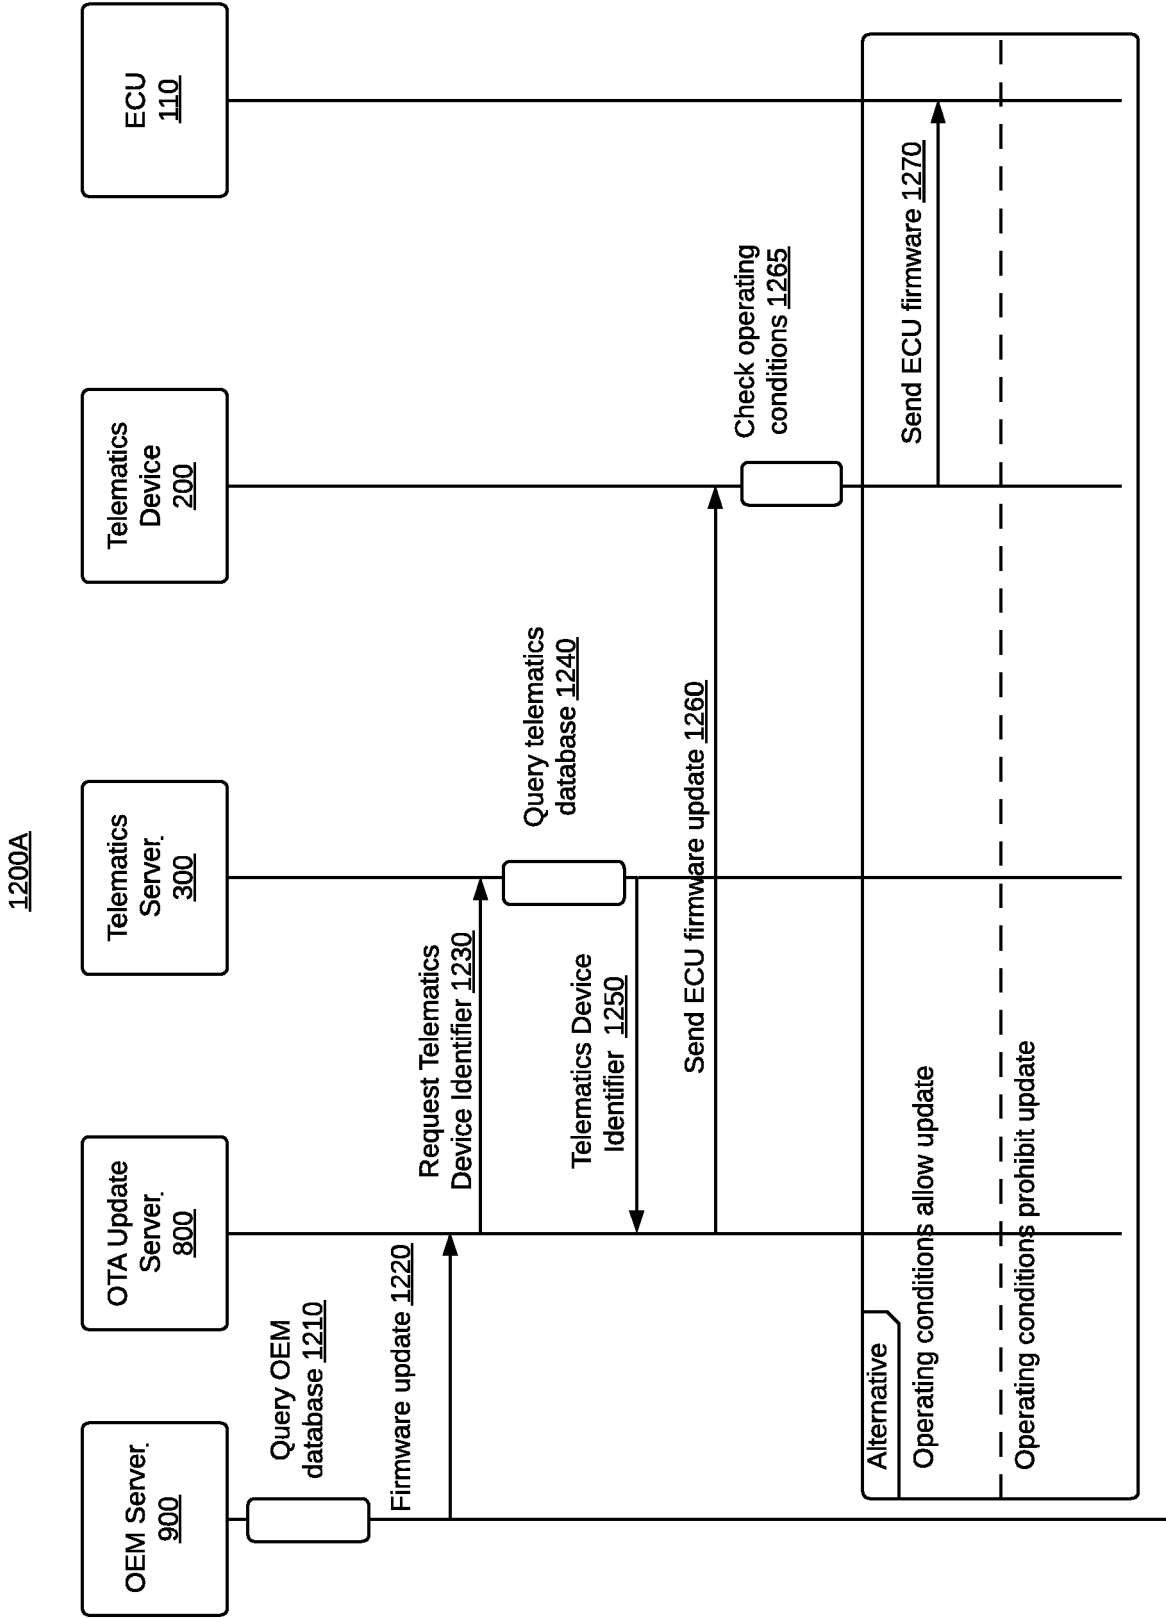 1200A
OEM Server.
900
OTA Update
Server.
800
Telematics
Server.
300
Telematics
Device
200
ECU
110
Query OEM
database 1210
Firmware update 1220
Request Telematics
Device Identifier 1230
Query telematics
database 1240
Telematics Device
Identifier 1250
Send ECU firmware update 1260
Check operating
conditions 1265
Alternative
Operating conditions allow update
Send ECU firmware 1270
Operating conditions prohibit update